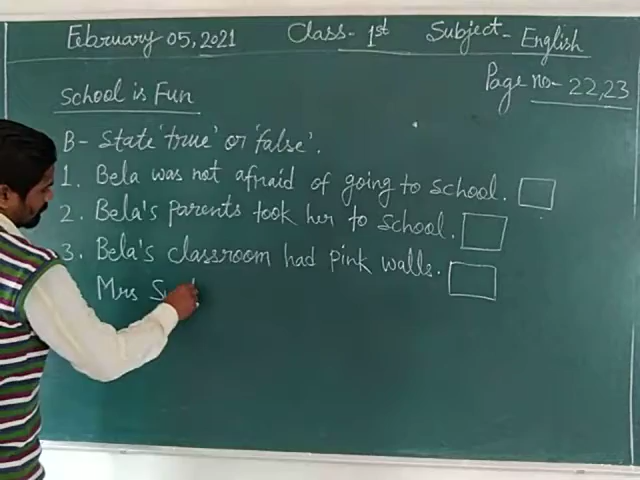 February 05, 2021 Class- 1st Subject- English
Page no- 22,23
School is Fun
B- State 'true' or 'false'.
1. Bela was not afraid of going to school.
2. Bela's parents took her to school.
3. Bela's classroom had pink walls.
Mrs